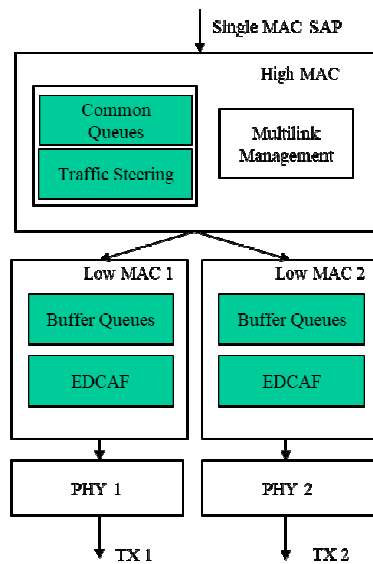 Single MAC SAP
High MAC
Common
Queues
Traffic Steering
Multilink
Management
Low MAC 1
Low MAC 2
Buffer Queues
Buffer Queues
EDCAF
EDCAF
PHY 1
PHY 2
TX 1
TX 2